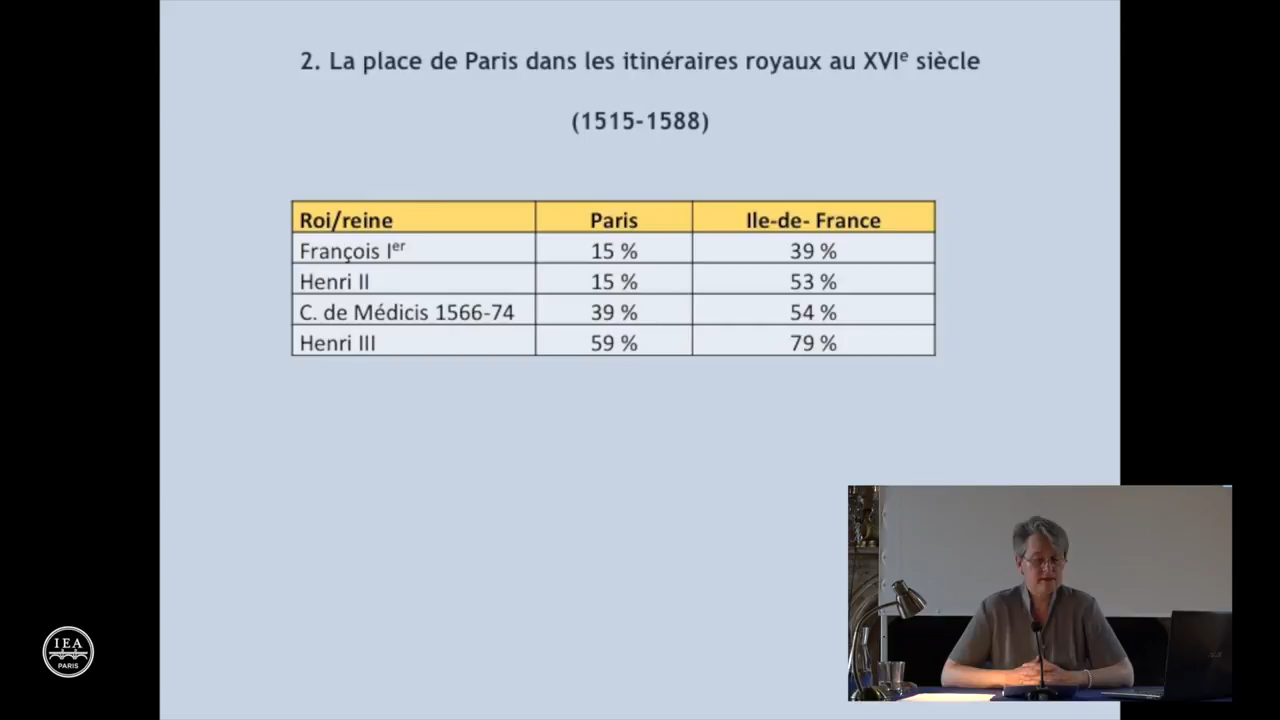 2. La place de Paris dans les itinéraires royaux au XVIe siècle
(1515-1588)
Roi/reine Paris Ile-de- France
François Ier 15 % 39 %
Henri II 15 % 53 %
C. de Médicis 1566-74 39 % 54 %
Henri III 59 % 79 %
IEA
PARIS